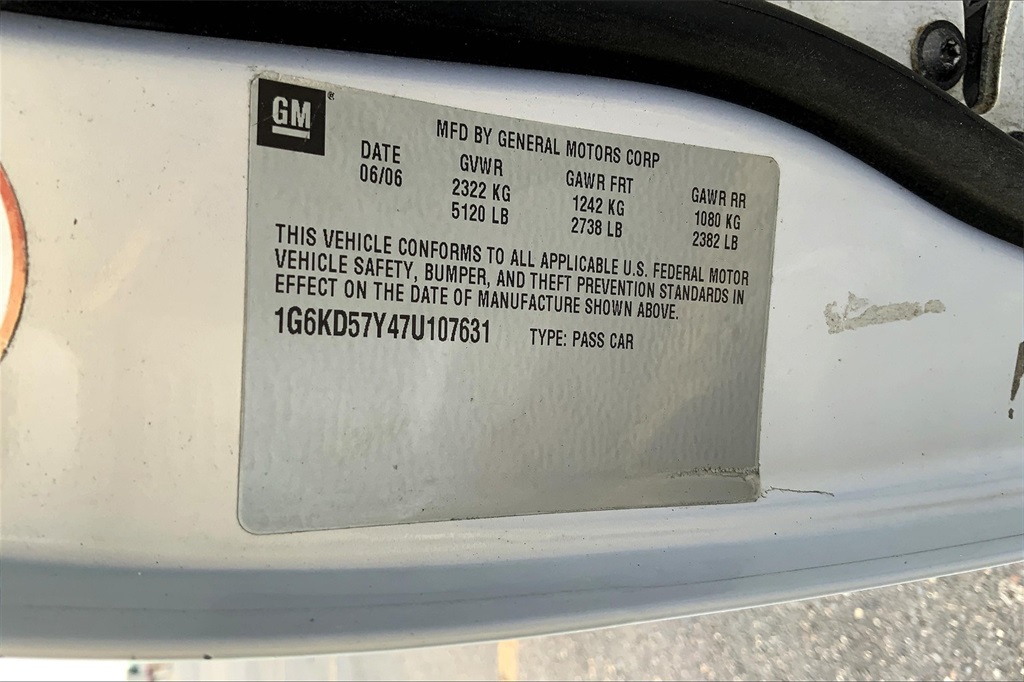 GM ®
MFD BY GENERAL MOTORS CORP
DATE GVWR GAWR FRT GAWR RR
06/06 2322 KG 1242 KG 1080 KG
5120 LB 2738 LB 2382 LB
THIS VEHICLE CONFORMS TO ALL APPLICABLE U.S. FEDERAL MOTOR
VEHICLE SAFETY, BUMPER, AND THEFT PREVENTION STANDARDS IN
EFFECT ON THE DATE OF MANUFACTURE SHOWN ABOVE.
1G6KD57Y47U107631 TYPE: PASS CAR